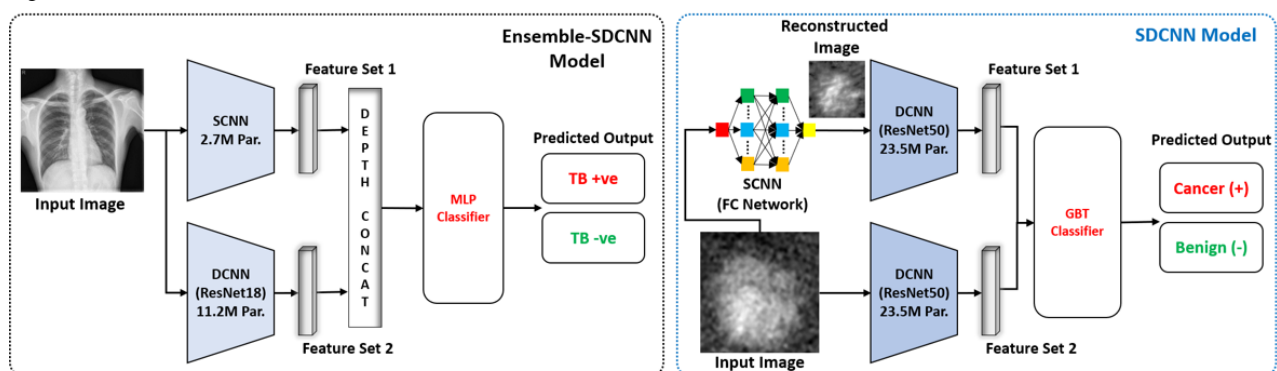 Ensemble-SDCNN
Model
Input Image
SCNN
2.7M Par.
DCNN
(ResNet18)
11.2M Par.
Feature Set 1
Feature Set 2
DEPTH CONCAT
MLP
Classifier
Predicted Output
TB +ve
TB -ve
SDCNN Model
Reconstructed
Image
SCNN
(FC Network)
Input Image
DCNN
(ResNet50)
23.5M Par.
DCNN
(ResNet50)
23.5M Par.
Feature Set 1
Feature Set 2
GBT
Classifier
Predicted Output
Cancer (+)
Benign (-)